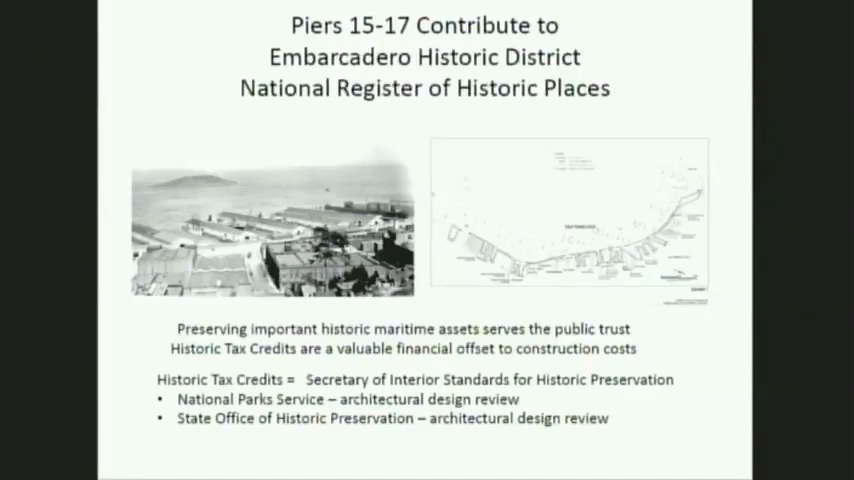 Piers 15-17 Contribute to
Embarcadero Historic District
National Register of Historic Places
Preserving important historic maritime assets serves the public trust
Historic Tax Credits are a valuable financial offset to construction costs
Historic Tax Credits = Secretary of Interior Standards for Historic Preservation
• National Parks Service – architectural design review
• State Office of Historic Preservation – architectural design review